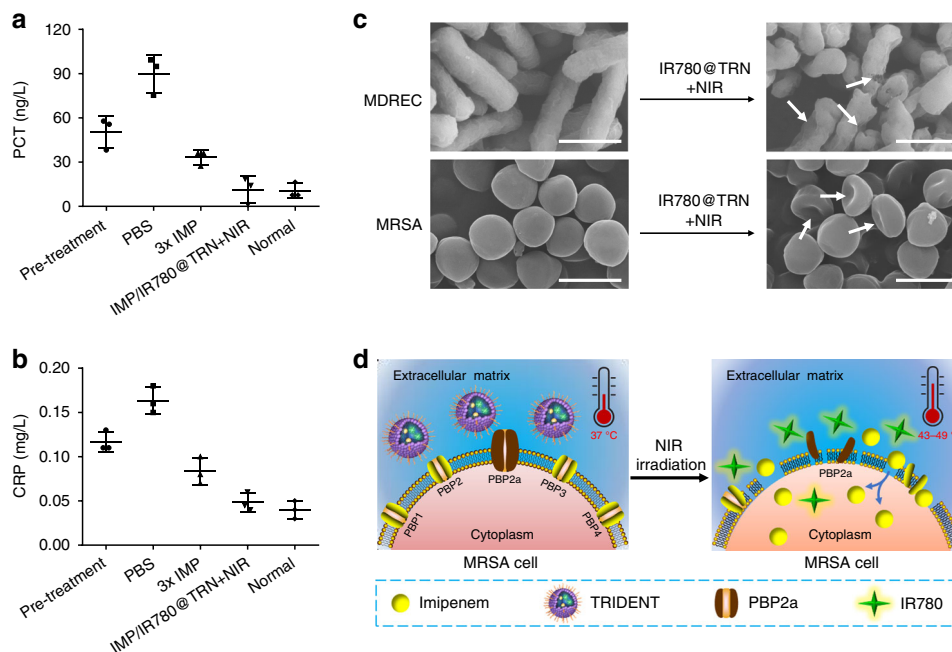 a
120
90
60
30
0
PCT (ng/L)
Pre-treatment
PBS
3x IMP
IMP/IR780@TRN+NIR
Normal
b
0.20
0.15
0.10
0.05
0.00
CRP (mg/L)
Pre-treatment
PBS
3x IMP
IMP/IR780@TRN+NIR
Normal
c
MDREC
IR780@TRN
+NIR
MRSA
IR780@TRN
+NIR
d
Extracellular matrix
37 °C
PBP1
PBP2
PBP2a
PBP3
PBP4
Cytoplasm
MRSA cell
NIR
irradiation
Extracellular matrix
43–49 °
PBP2a
Cytoplasm
MRSA cell
Imipenem
TRIDENT
PBP2a
IR780